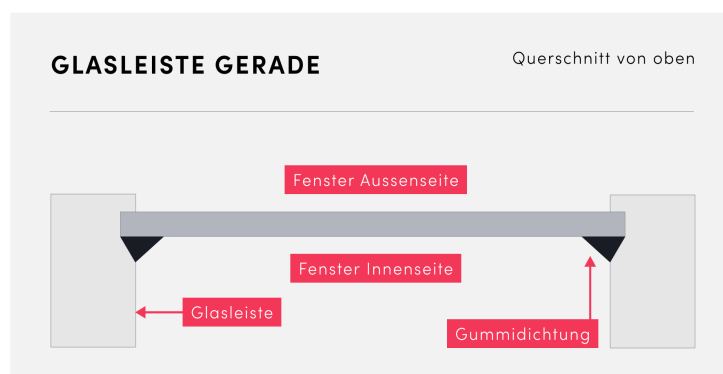 GLASLEISTE GERADE
Querschnitt von oben
Fenster Aussenseite
Fenster Innenseite
Glasleiste
Gummidichtung